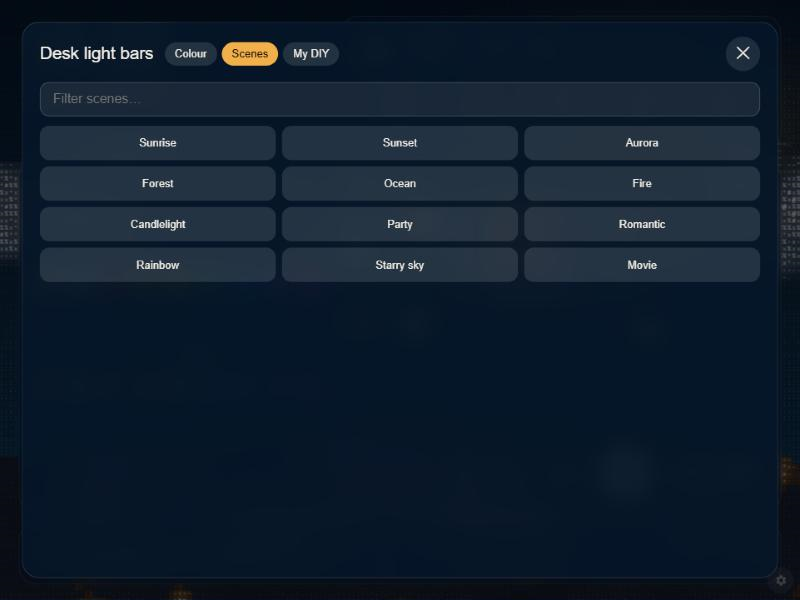 Desk light bars Colour Scenes My DIY
Filter scenes...
Sunrise Sunset Aurora
Forest Ocean Fire
Candlelight Party Romantic
Rainbow Starry sky Movie